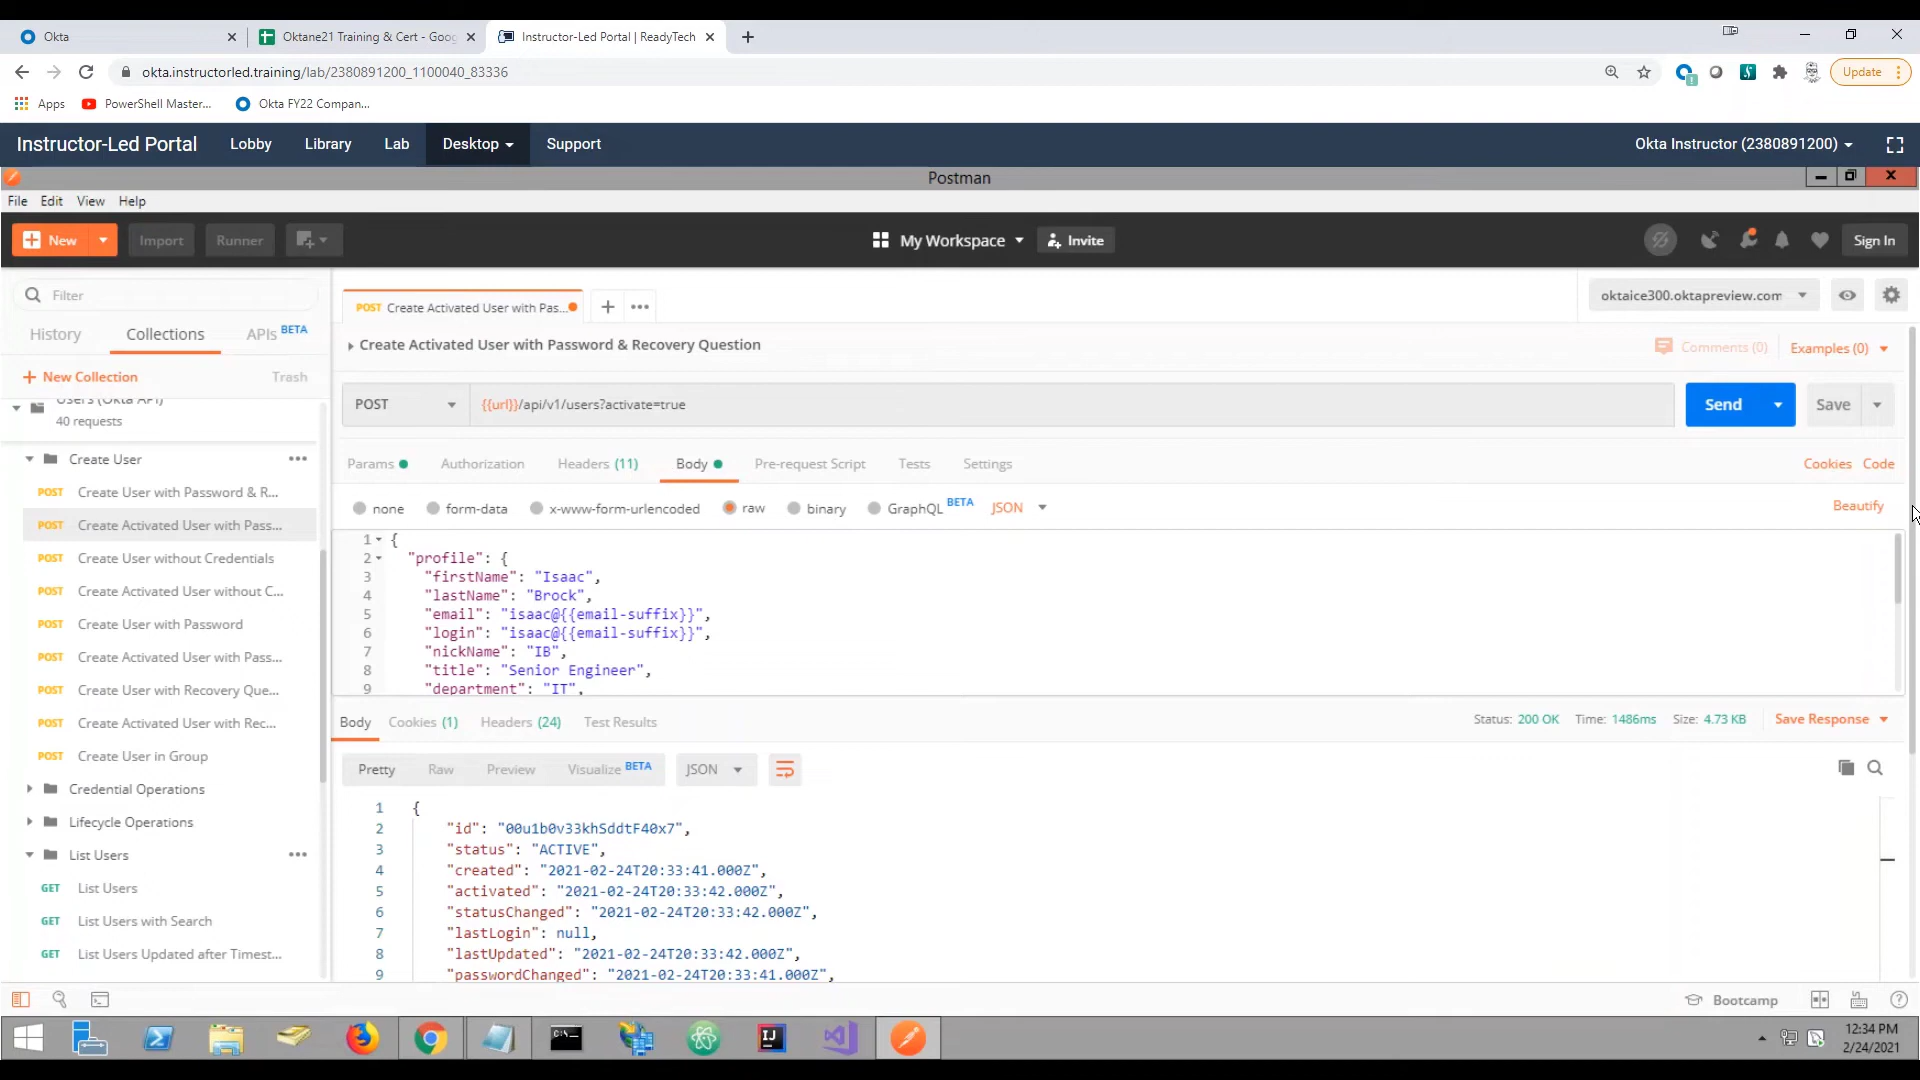 Okta
Oktane21 Training & Cert - Goog
Instructor-Led Portal | ReadyTech
okta.instructorled.training/lab/2380891200_1100040_83336
Update
Apps
PowerShell Master...
Okta FY22 Compan...
Instructor-Led Portal
Lobby
Library
Lab
Desktop
Support
Okta Instructor (2380891200)
Postman
File Edit View Help
New
Import
Runner
My Workspace
Invite
Sign In
Filter
History
Collections
APIs BETA
New Collection
Trash
Users (Okta API)
40 requests
Create User
POST Create User with Password & R...
POST Create Activated User with Pass...
POST Create User without Credentials
POST Create Activated User without C...
POST Create User with Password
POST Create Activated User with Pass...
POST Create User with Recovery Que...
POST Create Activated User with Rec...
POST Create User in Group
Credential Operations
Lifecycle Operations
List Users
GET List Users
GET List Users with Search
GET List Users Updated after Timest...
POST Create Activated User with Pas...
oktaice300.oktapreview.com
Create Activated User with Password & Recovery Question
Comments (0)
Examples (0)
POST
{{url}}/api/v1/users?activate=true
Send
Save
Params
Authorization
Headers (11)
Body
Pre-request Script
Tests
Settings
Cookies
Code
none
form-data
x-www-form-urlencoded
raw
binary
GraphQL BETA
JSON
Beautify
1 {
2 "profile": {
3 "firstName": "Isaac",
4 "lastName": "Brock",
5 "email": "isaac@{{email-suffix}}",
6 "login": "isaac@{{email-suffix}}",
7 "nickName": "IB",
8 "title": "Senior Engineer",
9 "department": "IT",
Body
Cookies (1)
Headers (24)
Test Results
Status: 200 OK
Time: 1486ms
Size: 4.73 KB
Save Response
Pretty
Raw
Preview
Visualize BETA
JSON
1 {
2 "id": "00u1b0v33khSddtF40x7",
3 "status": "ACTIVE",
4 "created": "2021-02-24T20:33:41.000Z",
5 "activated": "2021-02-24T20:33:42.000Z",
6 "statusChanged": "2021-02-24T20:33:42.000Z",
7 "lastLogin": null,
8 "lastUpdated": "2021-02-24T20:33:42.000Z",
9 "passwordChanged": "2021-02-24T20:33:41.000Z",
Bootcamp
12:34 PM
2/24/2021